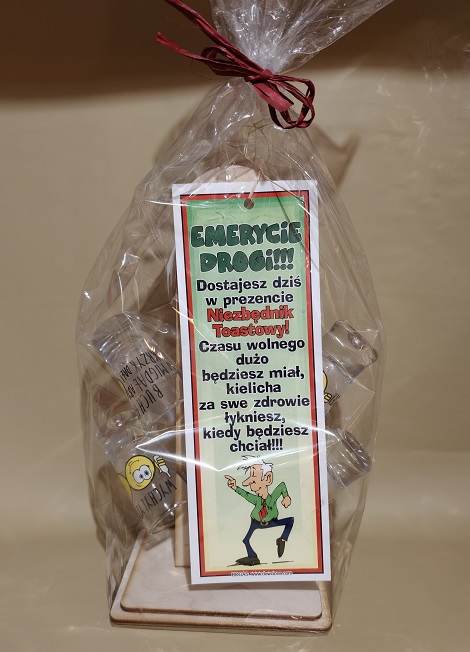 EMERYCIE
DROGI!!!
Dostajesz dziś
w prezencie
Niezbędnik
Toastowy!
Czasu wolnego
dużo
będziesz miał,
kielicha
za swe zdrowie
łykniesz,
kiedy będziesz
chciał!!!